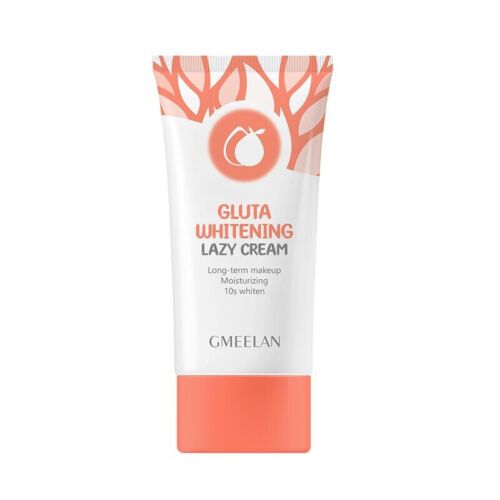 GLUTA
WHITENING
LAZY CREAM
Long-term makeup
Moisturizing
10s whiten
GMEELAN